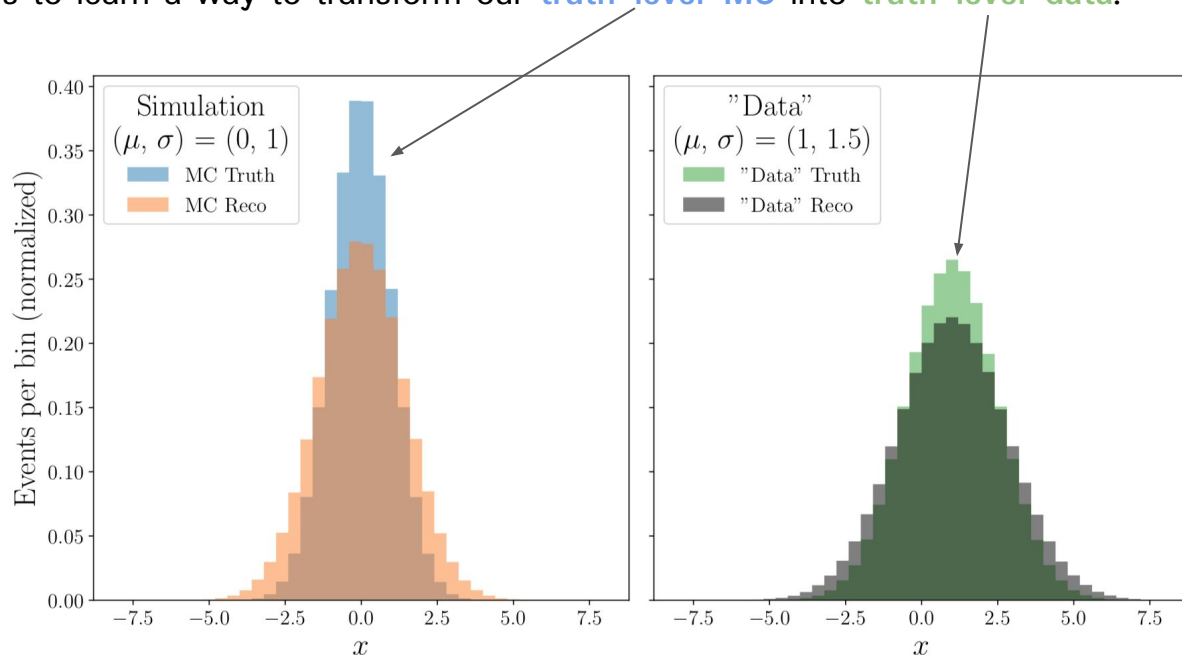 to learn a way to transform our truth-level MC into truth-level data.
0.40
0.35
0.30
0.25
0.20
0.15
0.10
0.05
0.00
Events per bin (normalized)
Simulation
(μ, σ) = (0, 1)
MC Truth
MC Reco
−7.5 −5.0 −2.5 0.0 2.5 5.0 7.5
x
"Data"
(μ, σ) = (1, 1.5)
"Data" Truth
"Data" Reco
−7.5 −5.0 −2.5 0.0 2.5 5.0 7.5
x